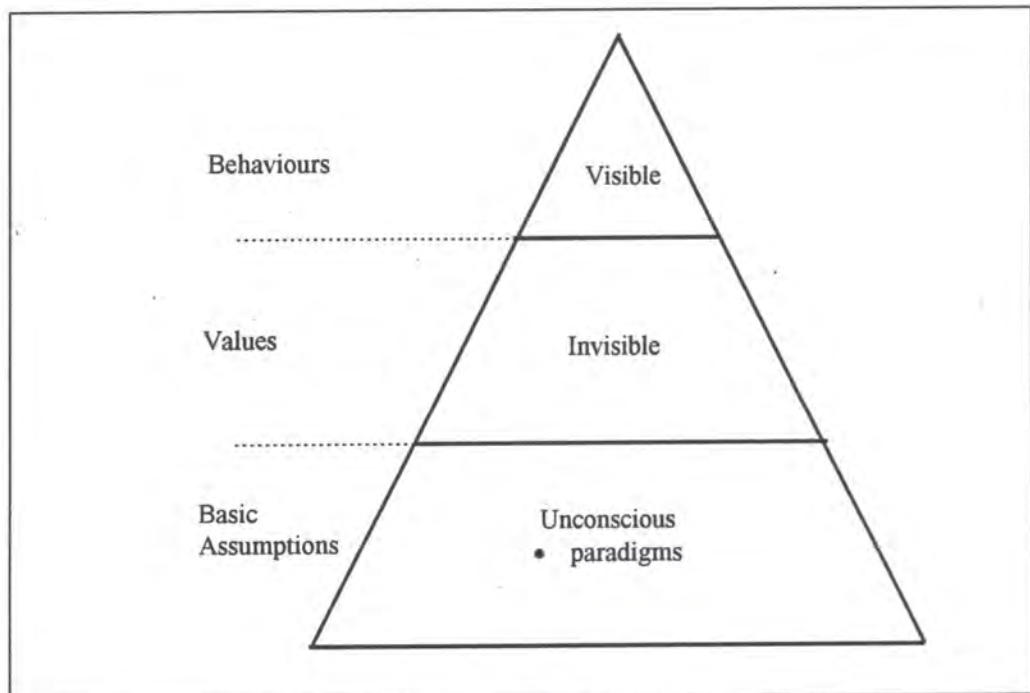 Behaviours
Visible
Values
Invisible
Basic
Assumptions
Unconscious
• paradigms